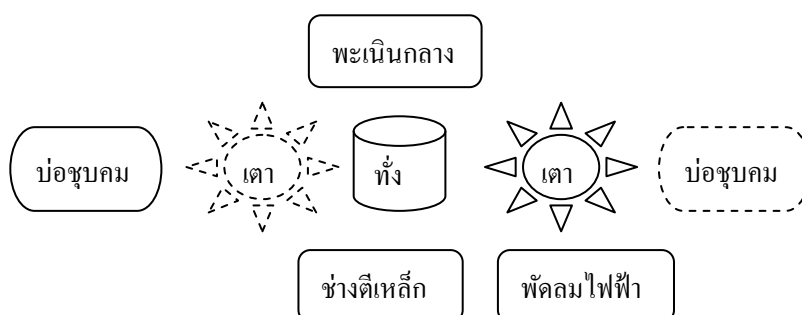 พะเนินกลาง
บ่อชุบคม เตา ทั่ง เตา บ่อชุบคม
ช่างตีเหล็ก พัดลมไฟฟ้า